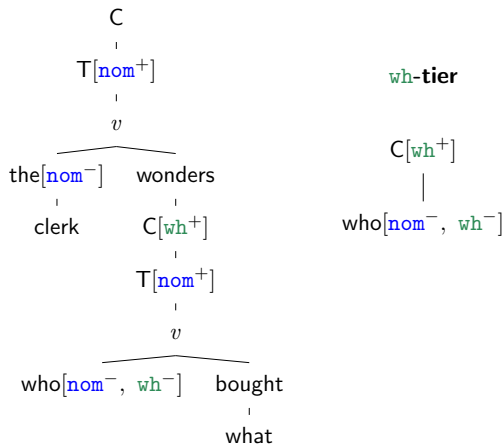 C
T[nom⁺]
wh-tier
v
C[wh⁺]
the[nom⁻] wonders
clerk C[wh⁺]
who[nom⁻, wh⁻]
T[nom⁺]
v
who[nom⁻, wh⁻] bought
what